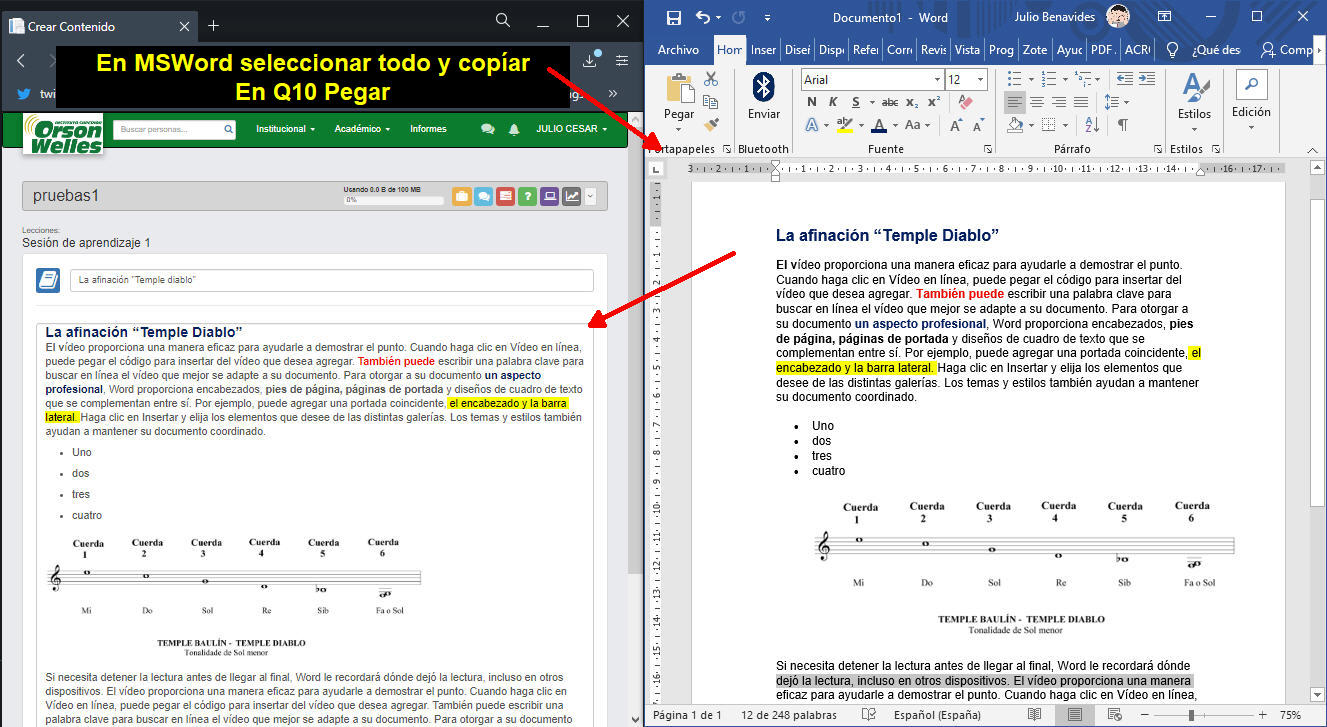 Crear Contenido
En MSWord seleccionar todo y copíar
En Q10 Pegar
Orson
Welles
Buscar personas...
Institucional
Académico
Informes
JULIO CESAR
pruebas1
Usando 0.0 B de 100 MB
0%
Lecciones:
Sesión de aprendizaje 1
La afinación "Temple diablo"
La afinación “Temple Diablo”
El vídeo proporciona una manera eficaz para ayudarle a demostrar el punto. Cuando haga clic en Vídeo en línea,
puede pegar el código para insertar del vídeo que desea agregar. También puede escribir una palabra clave para
buscar en línea el vídeo que mejor se adapte a su documento. Para otorgar a su documento un aspecto
profesional, Word proporciona encabezados, pies de página, páginas de portada y diseños de cuadro de texto
que se complementan entre sí. Por ejemplo, puede agregar una portada coincidente, el encabezado y la barra
lateral. Haga clic en Insertar y elija los elementos que desee de las distintas galerías. Los temas y estilos también
ayudan a mantener su documento coordinado.
• Uno
• dos
• tres
• cuatro
Cuerda Cuerda Cuerda Cuerda Cuerda Cuerda
1 2 3 4 5 6
Mi Do Sol Re Sib Fa o Sol
TEMPLE BAULÍN - TEMPLE DIABLO
Tonalidade de Sol menor
Si necesita detener la lectura antes de llegar al final, Word le recordará dónde dejó la lectura, incluso en otros
dispositivos. El vídeo proporciona una manera eficaz para ayudarle a demostrar el punto. Cuando haga clic en
Vídeo en línea, puede pegar el código para insertar del vídeo que desea agregar. También puede escribir una
palabra clave para buscar en línea el vídeo que mejor se adapte a su documento. Para otorgar a su documento
Documento1 - Word
Julio Benavides
Archivo Hom Inser Diseñ Disp Refer Corre Revis Vista Prog Zote Ayuc PDF ACRO ¿Qué des Comp
Arial 12
N K S abc x₂ x²
Aa A A
Pegar Enviar Estilos Edición
Portapapeles Bluetooth Fuente Párrafo Estilos
3 2 1 1 2 3 4 5 6 7 8 9 10 11 12 13 14 16 17
La afinación “Temple Diablo”
El vídeo proporciona una manera eficaz para ayudarle a demostrar el punto.
Cuando haga clic en Vídeo en línea, puede pegar el código para insertar del
vídeo que desea agregar. También puede escribir una palabra clave para
buscar en línea el vídeo que mejor se adapte a su documento. Para otorgar a
su documento un aspecto profesional, Word proporciona encabezados, pies
de página, páginas de portada y diseños de cuadro de texto que se
complementan entre sí. Por ejemplo, puede agregar una portada coincidente, el
encabezado y la barra lateral. Haga clic en Insertar y elija los elementos que
desee de las distintas galerías. Los temas y estilos también ayudan a mantener
su documento coordinado.
• Uno
• dos
• tres
• cuatro
Cuerda Cuerda Cuerda Cuerda Cuerda Cuerda
1 2 3 4 5 6
Mi Do Sol Re Sib Fa o Sol
TEMPLE BAULÍN - TEMPLE DIABLO
Tonalidade de Sol menor
Si necesita detener la lectura antes de llegar al final, Word le recordará dónde
dejó la lectura, incluso en otros dispositivos. El vídeo proporciona una manera
eficaz para ayudarle a demostrar el punto. Cuando haga clic en Vídeo en línea,
Página 1 de 1
12 de 248 palabras
Español (España)
75%